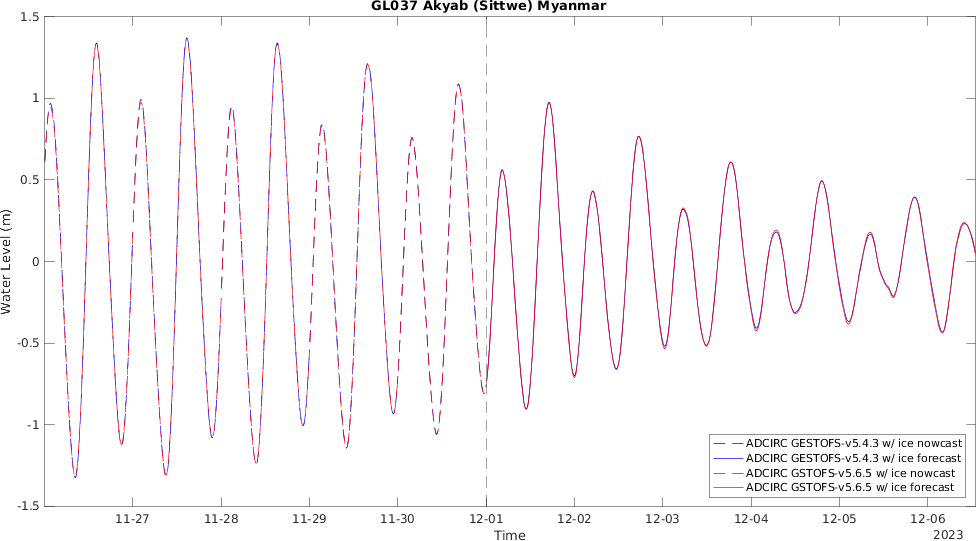 GL037 Akyab (Sittwe) Myanmar
1.5
1
0.5
0
-0.5
-1
-1.5
Water Level (m)
11-27 11-28 11-29 11-30 12-01 12-02 12-03 12-04 12-05 12-06
Time
2023
ADCIRC GESTOFS-v5.4.3 w/ ice nowcast
ADCIRC GESTOFS-v5.4.3 w/ ice forecast
ADCIRC GSTOFS-v5.6.5 w/ ice nowcast
ADCIRC GSTOFS-v5.6.5 w/ ice forecast